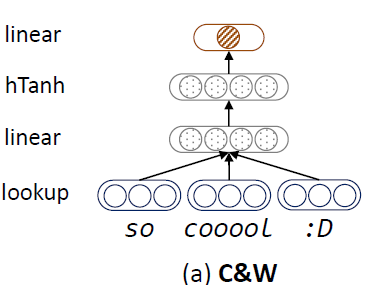 linear
hTanh
linear
lookup
so cooool :D
(a) C&W